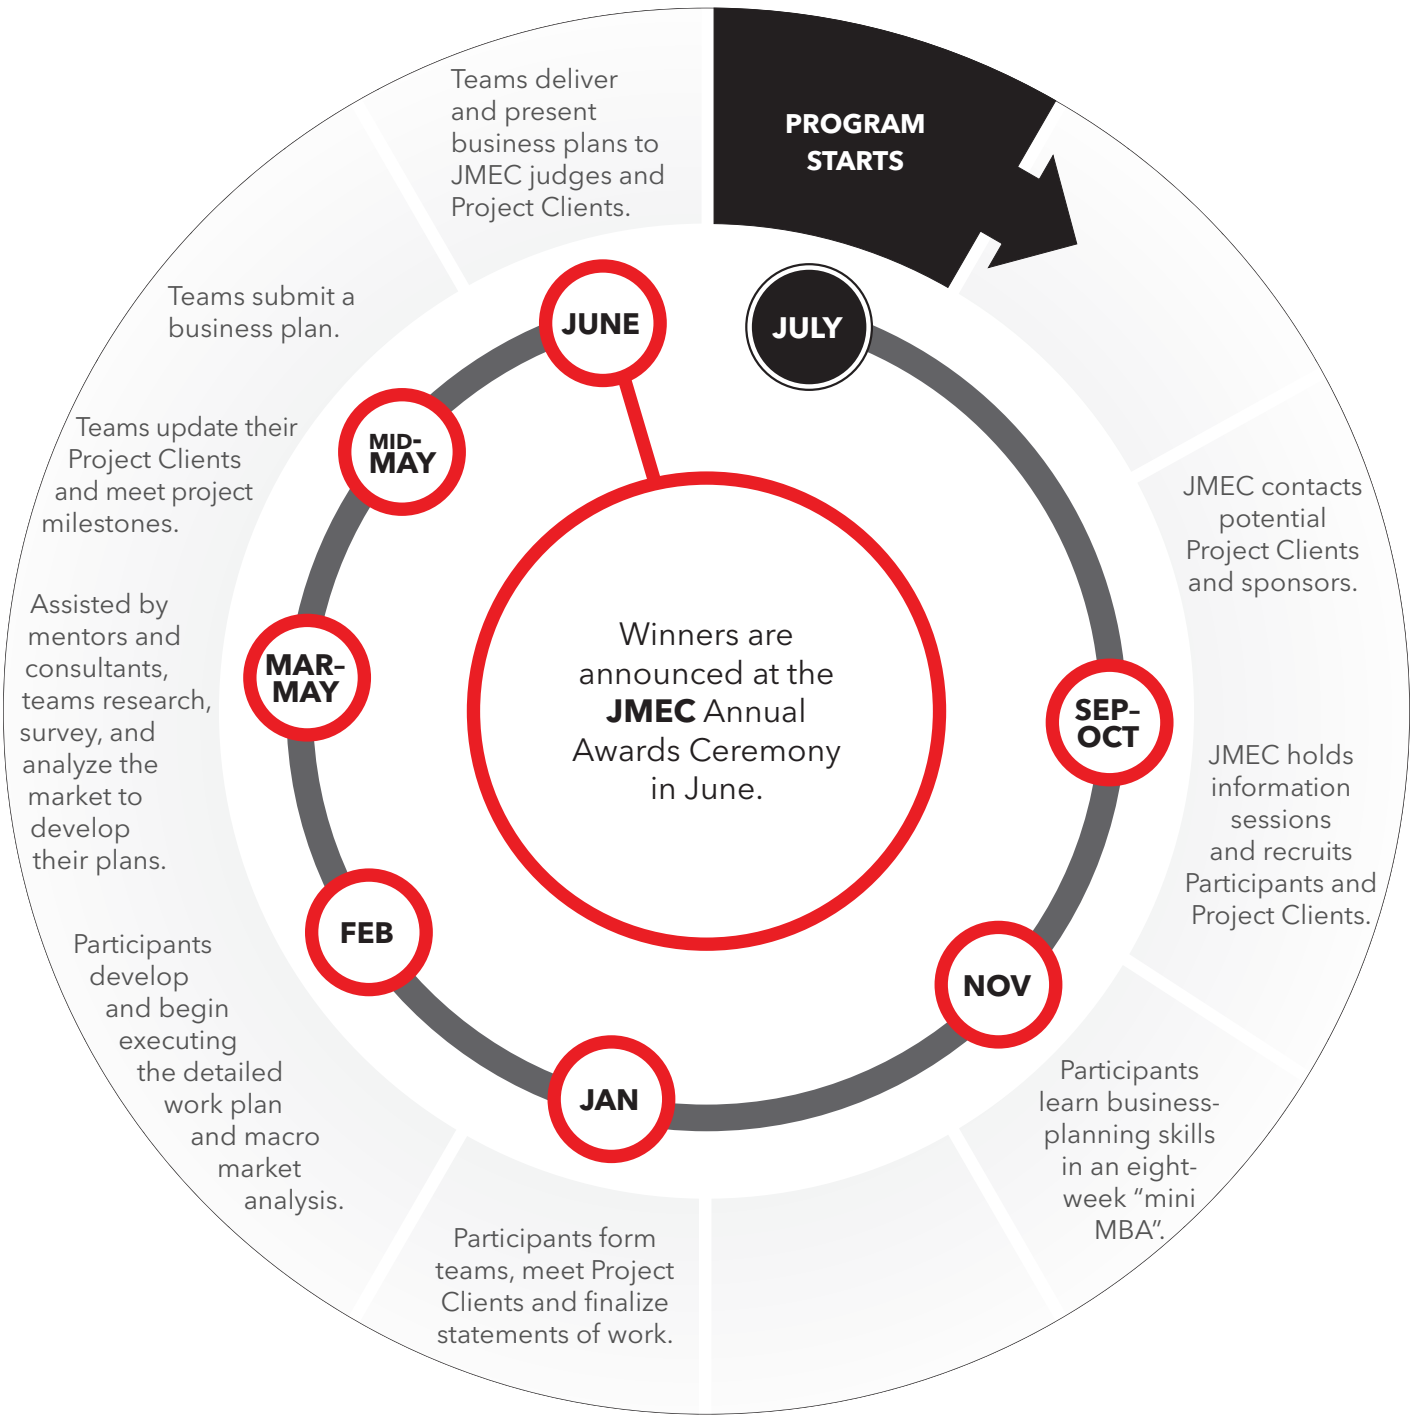 PROGRAM
STARTS
JULY
JMEC contacts
potential
Project Clients
and sponsors.
SEP–
OCT
JMEC holds
information
sessions
and recruits
Participants and
Project Clients.
NOV
Participants
learn business-
planning skills
in an eight-
week “mini
MBA”.
JAN
Participants form
teams, meet Project
Clients and finalize
statements of work.
FEB
Participants
develop
and begin
executing
the detailed
work plan
and macro
market
analysis.
MAR–
MAY
Assisted by
mentors and
consultants,
teams research,
survey, and
analyze the
market to
develop
their plans.
Teams update their
Project Clients
and meet project
milestones.
MID-
MAY
Teams submit a
business plan.
JUNE
Teams deliver
and present
business plans to
JMEC judges and
Project Clients.
Winners are
announced at the
JMEC Annual
Awards Ceremony
in June.